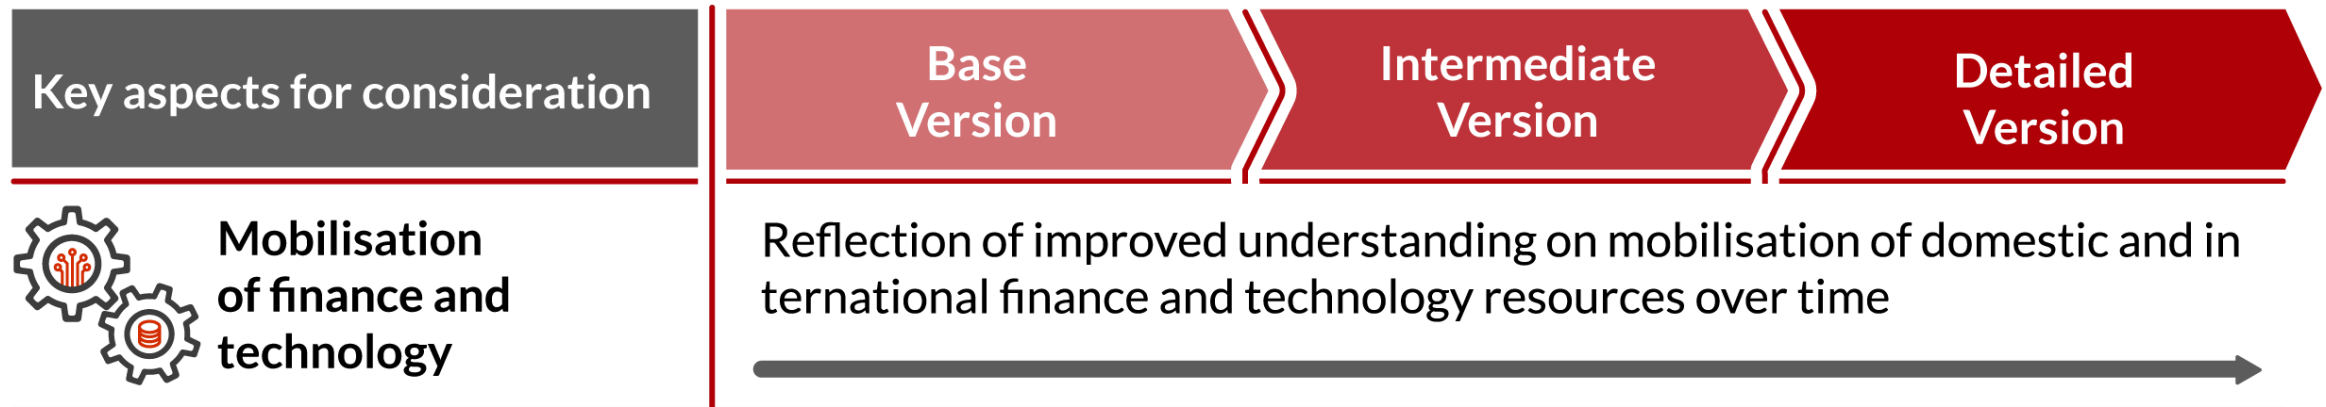 Key aspects for consideration
Base
Version
Intermediate
Version
Detailed
Version
Mobilisation
of finance and
technology
Reflection of improved understanding on mobilisation of domestic and in
ternational finance and technology resources over time